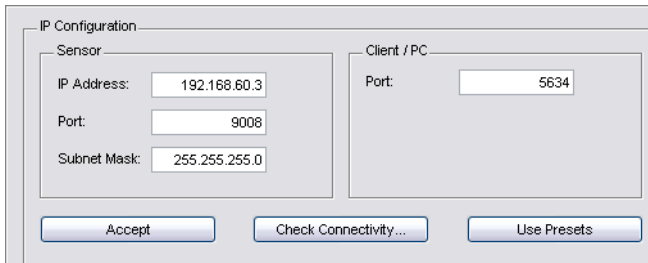 IP Configuration
Sensor
IP Address: 192.168.60.3
Port: 9008
Subnet Mask: 255.255.255.0
Client / PC
Port: 5634
Accept
Check Connectivity...
Use Presets